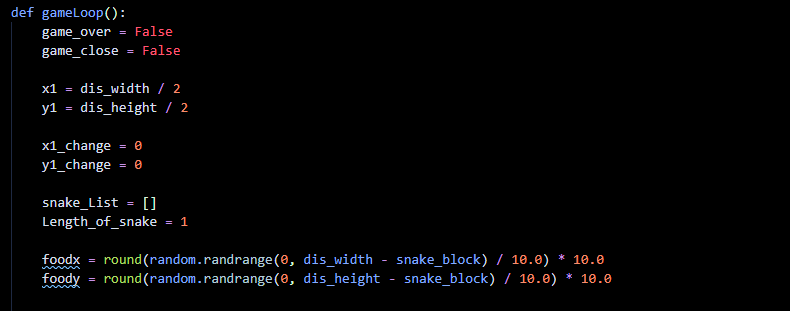 def gameLoop():
    game_over = False
    game_close = False
    x1 = dis_width / 2
    y1 = dis_height / 2
    x1_change = 0
    y1_change = 0
    snake_List = []
    Length_of_snake = 1
    foodx = round(random.randrange(0, dis_width - snake_block) / 10.0) * 10.0
    foody = round(random.randrange(0, dis_height - snake_block) / 10.0) * 10.0